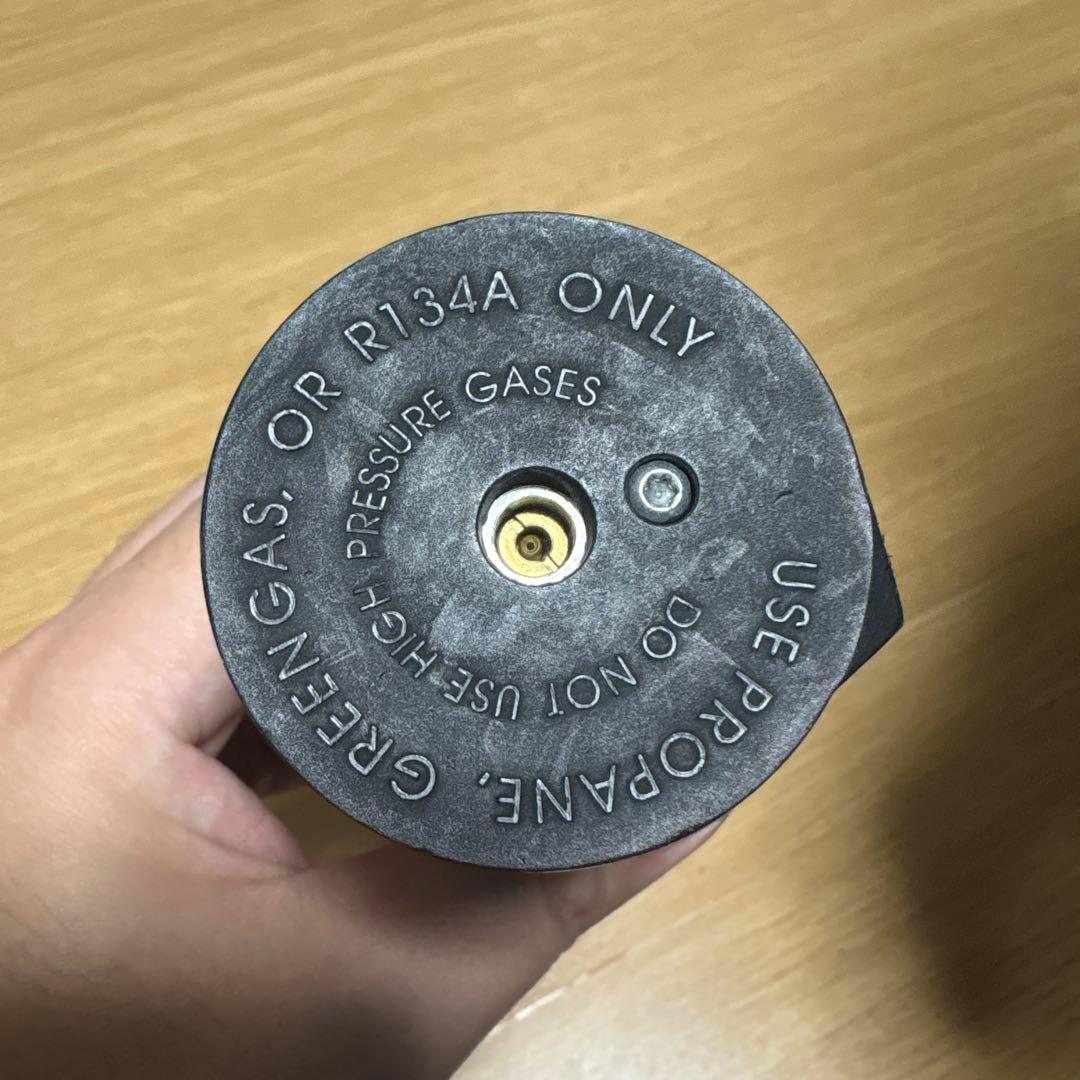 USE PROPANE, GREENGAS, OR R134A ONLY
DO NOT USE HIGH PRESSURE GASES